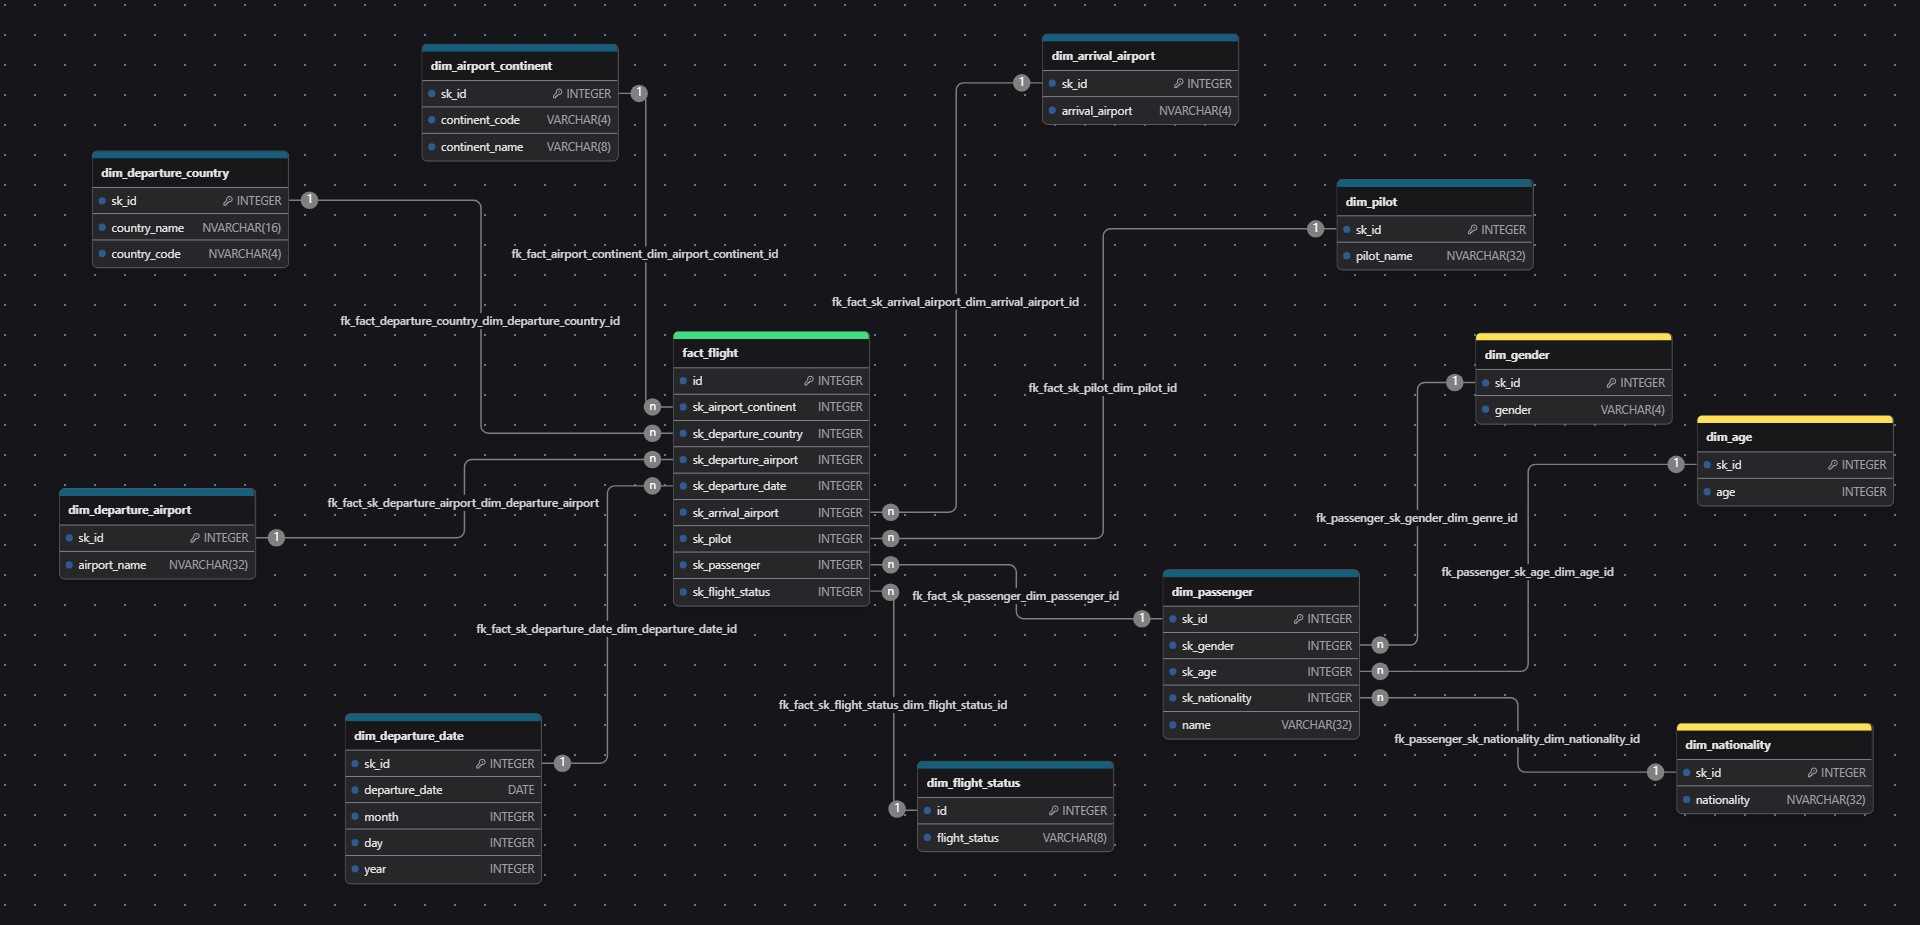 dim_airport_continent
sk_id INTEGER
continent_code VARCHAR(4)
continent_name VARCHAR(8)
1
dim_arrival_airport
sk_id INTEGER
arrival_airport NVARCHAR(4)
1
dim_departure_country
sk_id INTEGER
country_name NVARCHAR(16)
country_code NVARCHAR(4)
1
dim_pilot
sk_id INTEGER
pilot_name NVARCHAR(32)
1
fk_fact_airport_continent_dim_airport_continent_id
fk_fact_sk_arrival_airport_dim_arrival_airport_id
fk_fact_departure_country_dim_departure_country_id
fact_flight
id INTEGER
n sk_airport_continent INTEGER
n sk_departure_country INTEGER
n sk_departure_airport INTEGER
n sk_departure_date INTEGER
sk_arrival_airport INTEGER n
sk_pilot INTEGER n
sk_passenger INTEGER n
sk_flight_status INTEGER n
fk_fact_sk_pilot_dim_pilot_id
dim_gender
1
sk_id INTEGER
gender VARCHAR(4)
dim_age
1
sk_id INTEGER
age INTEGER
fk_fact_sk_departure_airport_dim_departure_airport
dim_departure_airport
sk_id INTEGER
airport_name NVARCHAR(32)
1
fk_passenger_sk_gender_dim_genre_id
fk_passenger_sk_age_dim_age_id
fk_fact_sk_passenger_dim_passenger_id
dim_passenger
1
sk_id INTEGER
sk_gender INTEGER n
sk_age INTEGER n
sk_nationality INTEGER n
name VARCHAR(32)
fk_fact_sk_departure_date_dim_departure_date_id
fk_fact_sk_flight_status_dim_flight_status_id
dim_departure_date
sk_id INTEGER
departure_date DATE
month INTEGER
day INTEGER
year INTEGER
1
fk_passenger_sk_nationality_dim_nationality_id
dim_nationality
1
sk_id INTEGER
nationality NVARCHAR(32)
dim_flight_status
1
id INTEGER
flight_status VARCHAR(8)